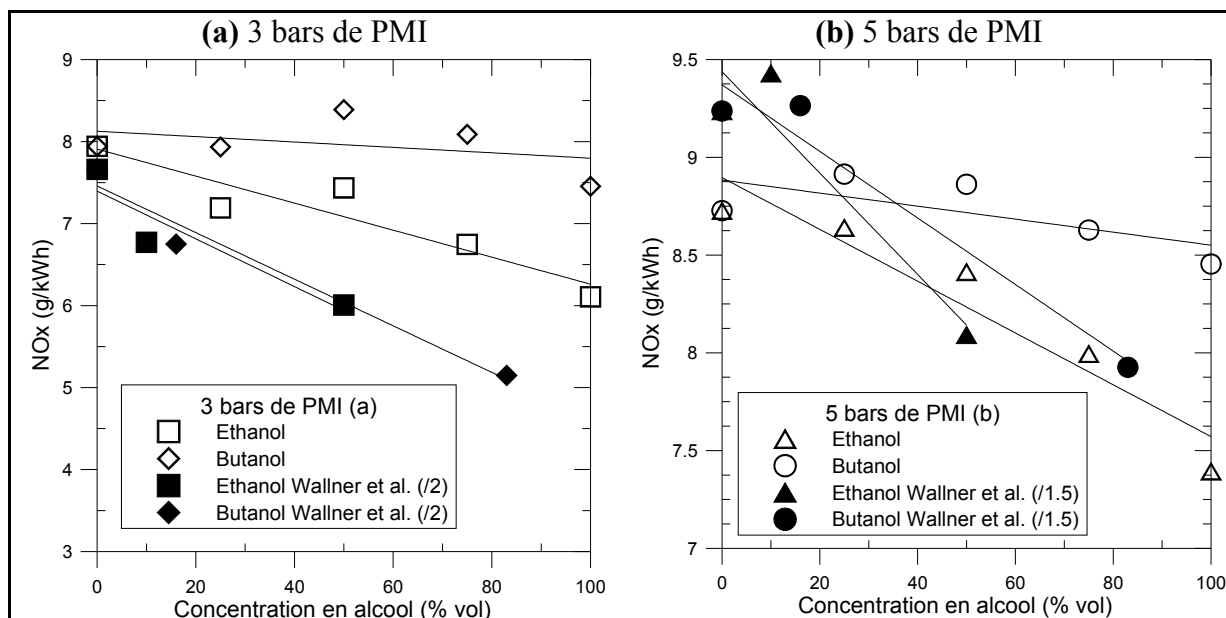 (a) 3 bars de PMI
9
8
7
6
5
4
3
NOx (g/kWh)
3 bars de PMI (a)
Ethanol
Butanol
Ethanol Wallner et al. (/2)
Butanol Wallner et al. (/2)
0 20 40 60 80 100
Concentration en alcool (% vol)
(b) 5 bars de PMI
9.5
9
8.5
8
7.5
7
NOx (g/kWh)
5 bars de PMI (b)
Ethanol
Butanol
Ethanol Wallner et al. (/1.5)
Butanol Wallner et al. (/1.5)
0 20 40 60 80 100
Concentration en alcool (% vol)